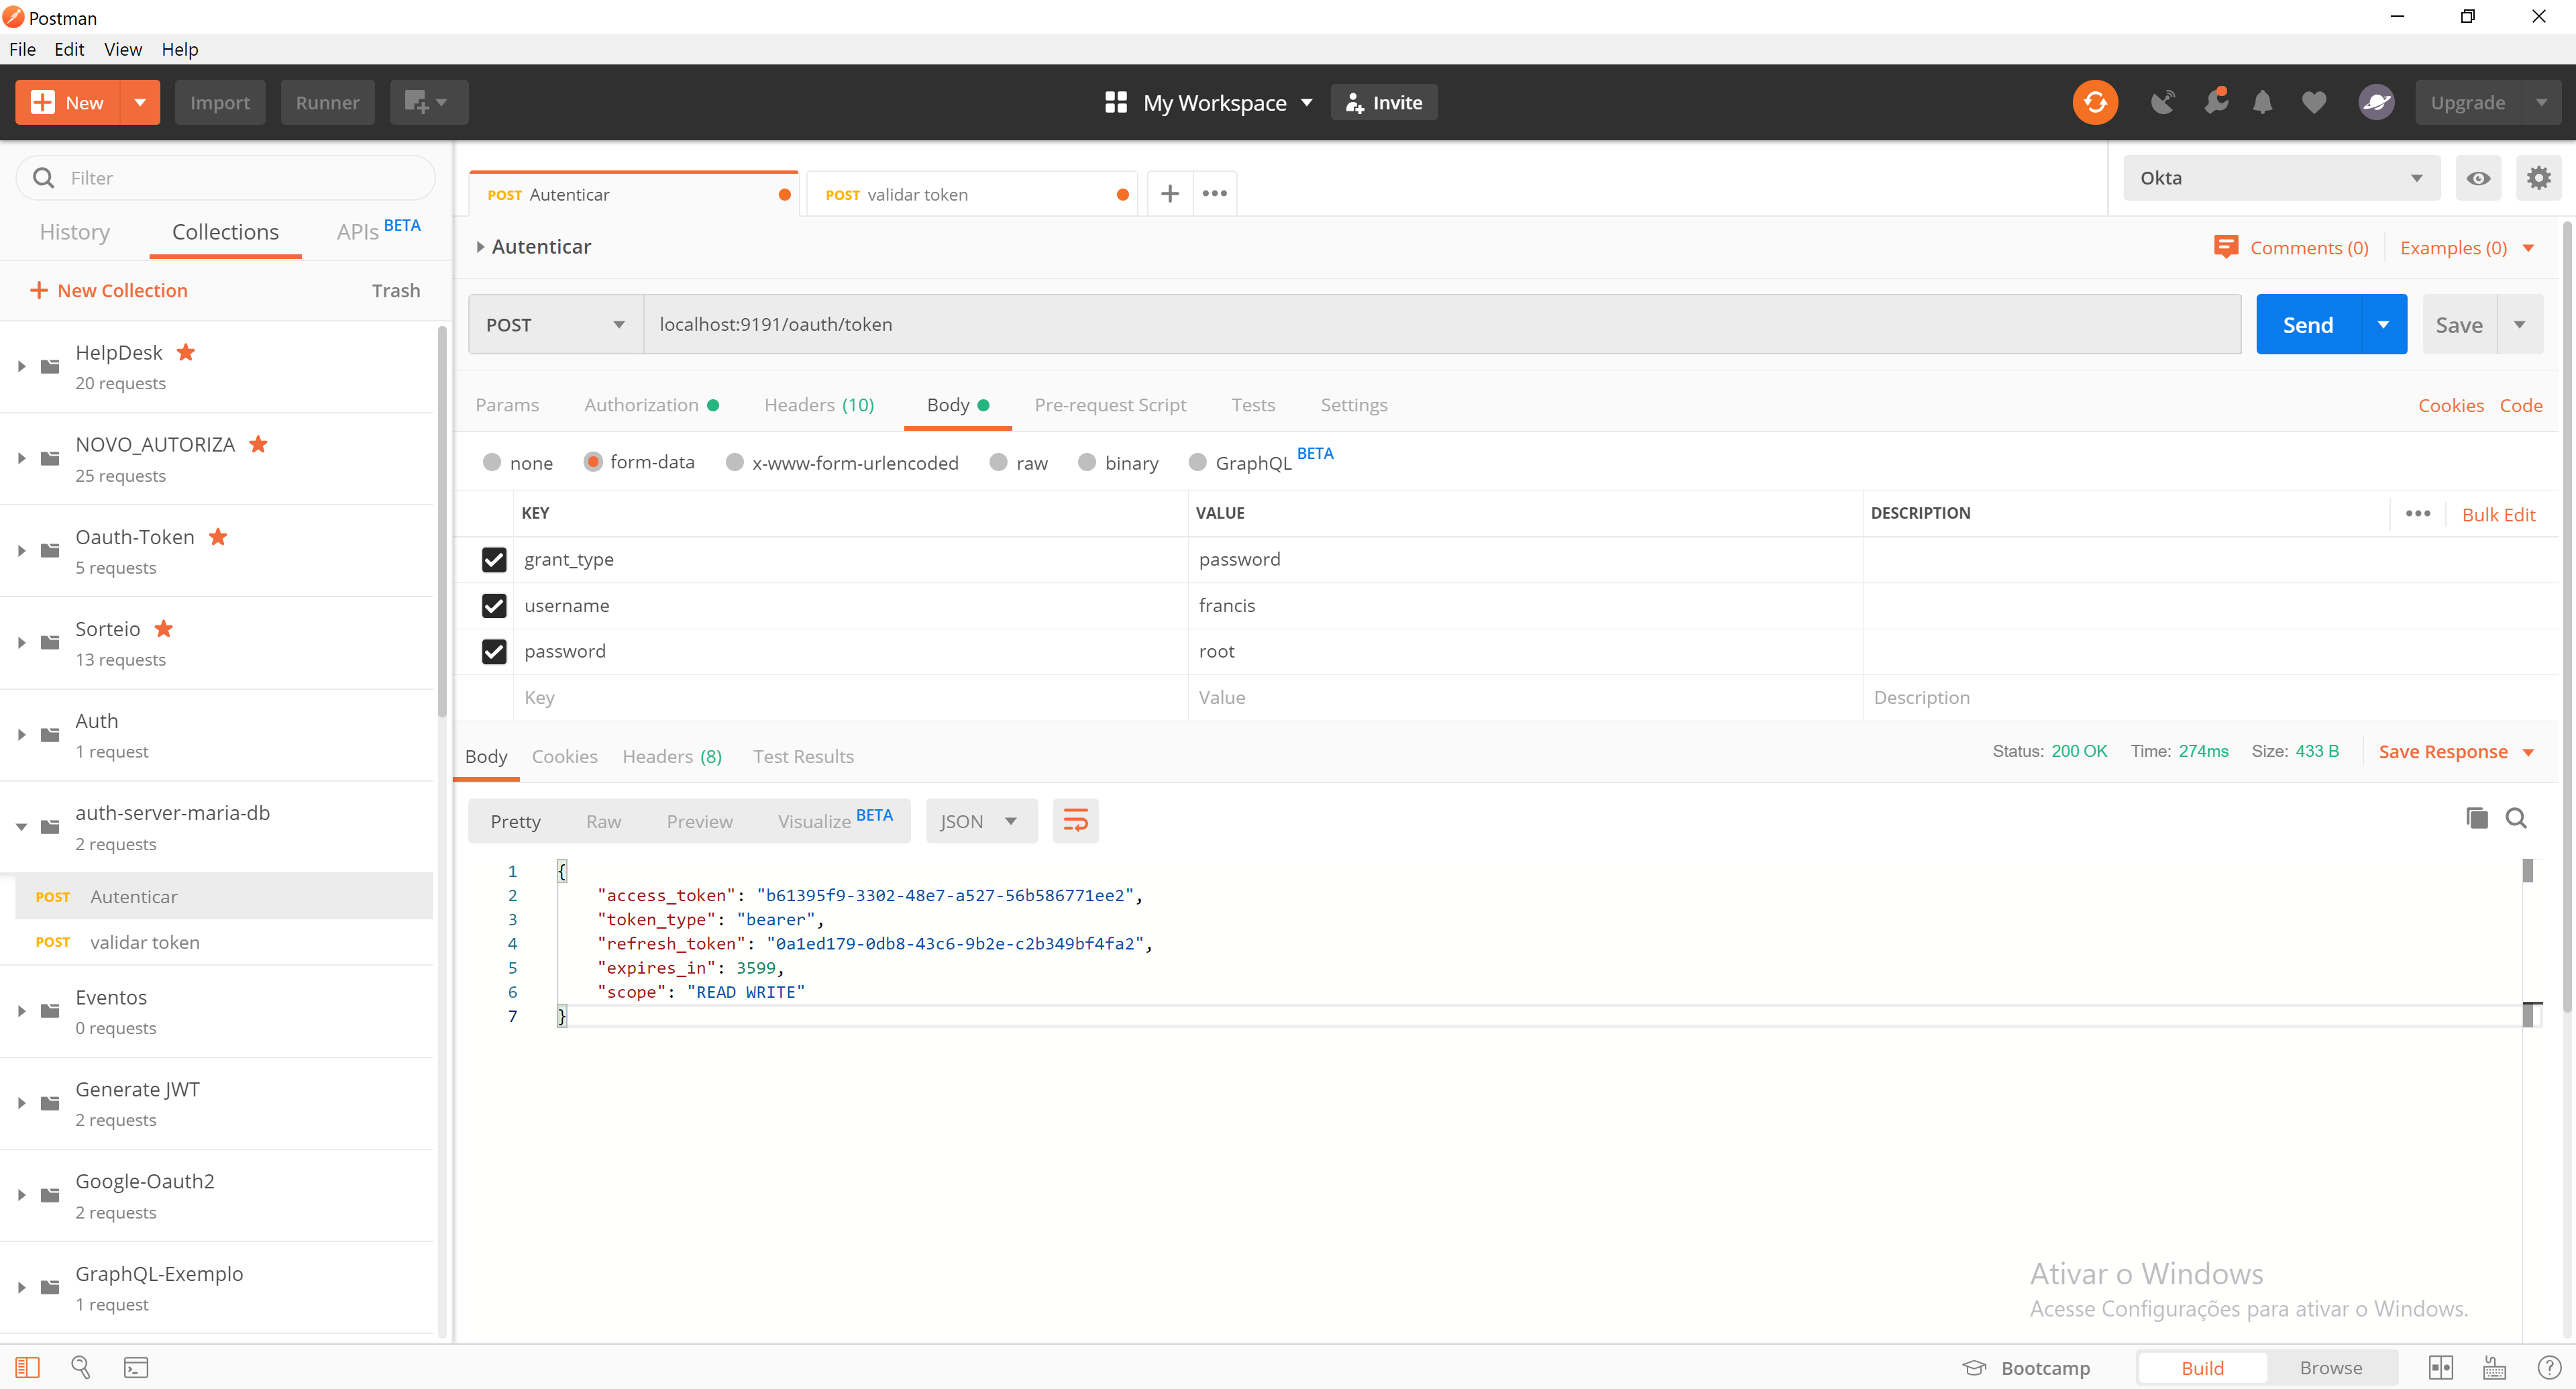 Postman
File Edit View Help
New Import Runner My Workspace Invite Upgrade
Filter
History Collections APIs BETA
New Collection Trash
HelpDesk
20 requests
NOVO_AUTORIZA
25 requests
Oauth-Token
5 requests
Sorteio
13 requests
Auth
1 request
auth-server-maria-db
2 requests
POST Autenticar
POST validar token
Eventos
0 requests
Generate JWT
2 requests
Google-Oauth2
2 requests
GraphQL-Exemplo
1 request
POST Autenticar POST validar token
Okta
Autenticar
Comments (0) Examples (0)
POST localhost:9191/oauth/token Send Save
Params Authorization Headers (10) Body Pre-request Script Tests Settings Cookies Code
none form-data x-www-form-urlencoded raw binary GraphQL BETA
KEY VALUE DESCRIPTION Bulk Edit
grant_type password
username francis
password root
Key Value Description
Body Cookies Headers (8) Test Results Status: 200 OK Time: 274ms Size: 433 B Save Response
Pretty Raw Preview Visualize BETA JSON
1 {
2 "access_token": "b61395f9-3302-48e7-a527-56b586771ee2",
3 "token_type": "bearer",
4 "refresh_token": "0a1ed179-0db8-43c6-9b2e-c2b349bf4fa2",
5 "expires_in": 3599,
6 "scope": "READ WRITE"
7 }
Ativar o Windows
Acesse Configurações para ativar o Windows.
Bootcamp Build Browse